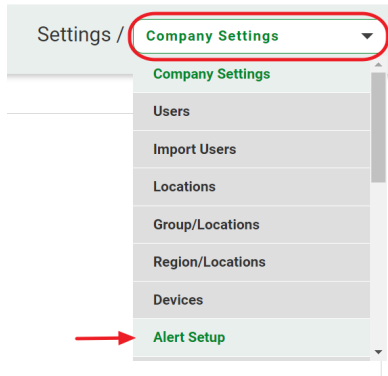 Settings / Company Settings
Company Settings
Users
Import Users
Locations
Group/Locations
Region/Locations
Devices
Alert Setup